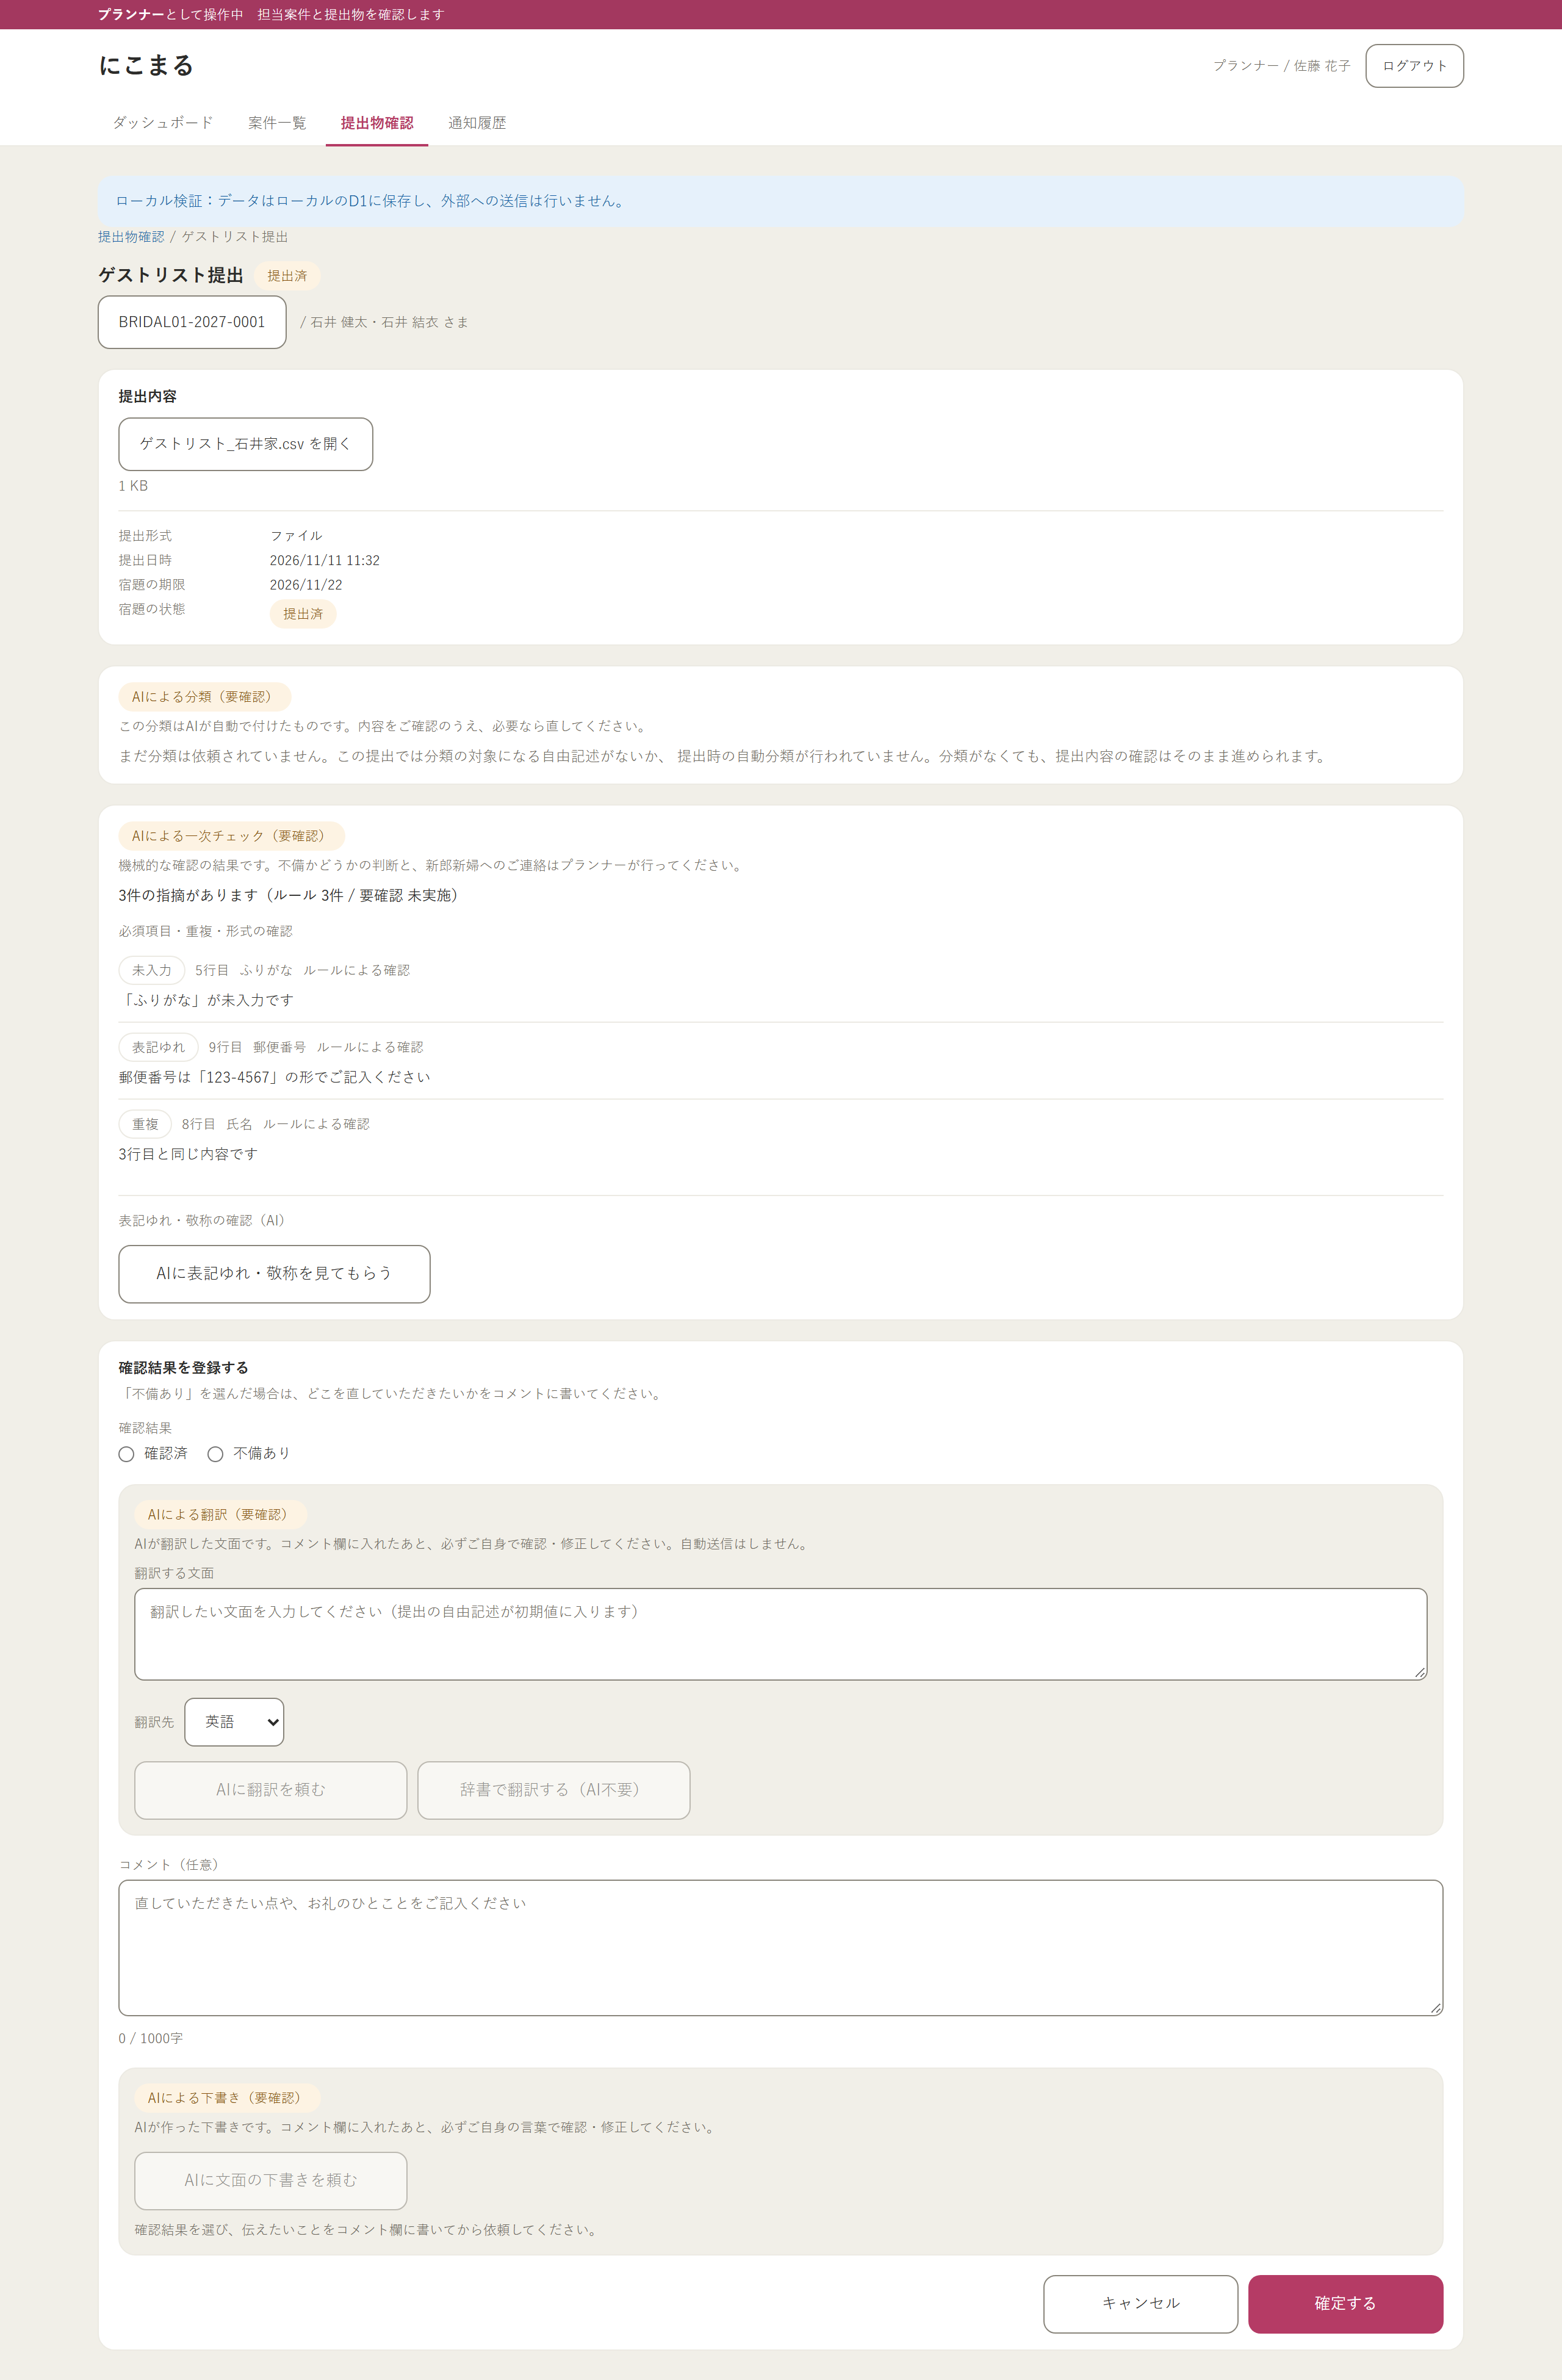 プランナーとして操作中 担当案件と提出物を確認します
にこまる
プランナー / 佐藤 花子
ログアウト
ダッシュボード
案件一覧
提出物確認
通知履歴
ローカル検証：データはローカルのD1に保存し、外部への送信は行いません。
提出物確認 / ゲストリスト提出
ゲストリスト提出 提出済
BRIDAL01-2027-0001 / 石井 健太・石井 結衣 さま
提出内容
ゲストリスト_石井家.csv を開く
1 KB
提出形式 ファイル
提出日時 2026/11/11 11:32
宿題の期限 2026/11/22
宿題の状態 提出済
AIによる分類（要確認）
この分類はAIが自動で付けたものです。内容をご確認のうえ、必要なら直してください。
まだ分類は依頼されていません。この提出では分類の対象になる自由記述がないか、 提出時の自動分類が行われていません。分類がなくても、提出内容の確認はそのまま進められます。
AIによる一次チェック（要確認）
機械的な確認の結果です。不備かどうかの判断と、新郎新婦へのご連絡はプランナーが行ってください。
3件の指摘があります（ルール 3件 / 要確認 未実施）
必須項目・重複・形式の確認
未入力 5行目 ふりがな ルールによる確認
「ふりがな」が未入力です
表記ゆれ 9行目 郵便番号 ルールによる確認
郵便番号は「123-4567」の形でご記入ください
重複 8行目 氏名 ルールによる確認
3行目と同じ内容です
表記ゆれ・敬称の確認（AI）
AIに表記ゆれ・敬称を見てもらう
確認結果を登録する
「不備あり」を選んだ場合は、どこを直していただきたいかをコメントに書いてください。
確認結果
確認済 不備あり
AIによる翻訳（要確認）
AIが翻訳した文面です。コメント欄に入れたあと、必ずご自身で確認・修正してください。自動送信はしません。
翻訳する文面
翻訳したい文面を入力してください（提出の自由記述が初期値に入ります）
翻訳先 英語
AIに翻訳を頼む
辞書で翻訳する（AI不要）
コメント（任意）
直していただきたい点や、お礼のひとことをご記入ください
0 / 1000字
AIによる下書き（要確認）
AIが作った下書きです。コメント欄に入れたあと、必ずご自身の言葉で確認・修正してください。
AIに文面の下書きを頼む
確認結果を選び、伝えたいことをコメント欄に書いてから依頼してください。
キャンセル
確定する